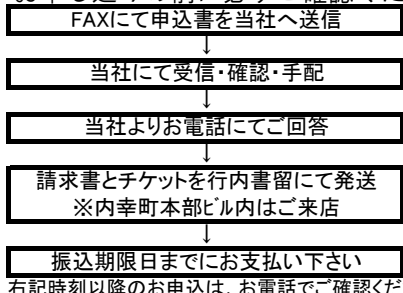 FAXにて申込書を当社へ送信
↓
当社にて受信・確認・手配
↓
当社よりお電話にてご回答
↓
請求書とチケットを行内書留にて発送
※内幸町本部ビル内はご来店
↓
振込期限日までにお支払い下さい
右記時刻以降のお申込は、お電話でご確認くだ